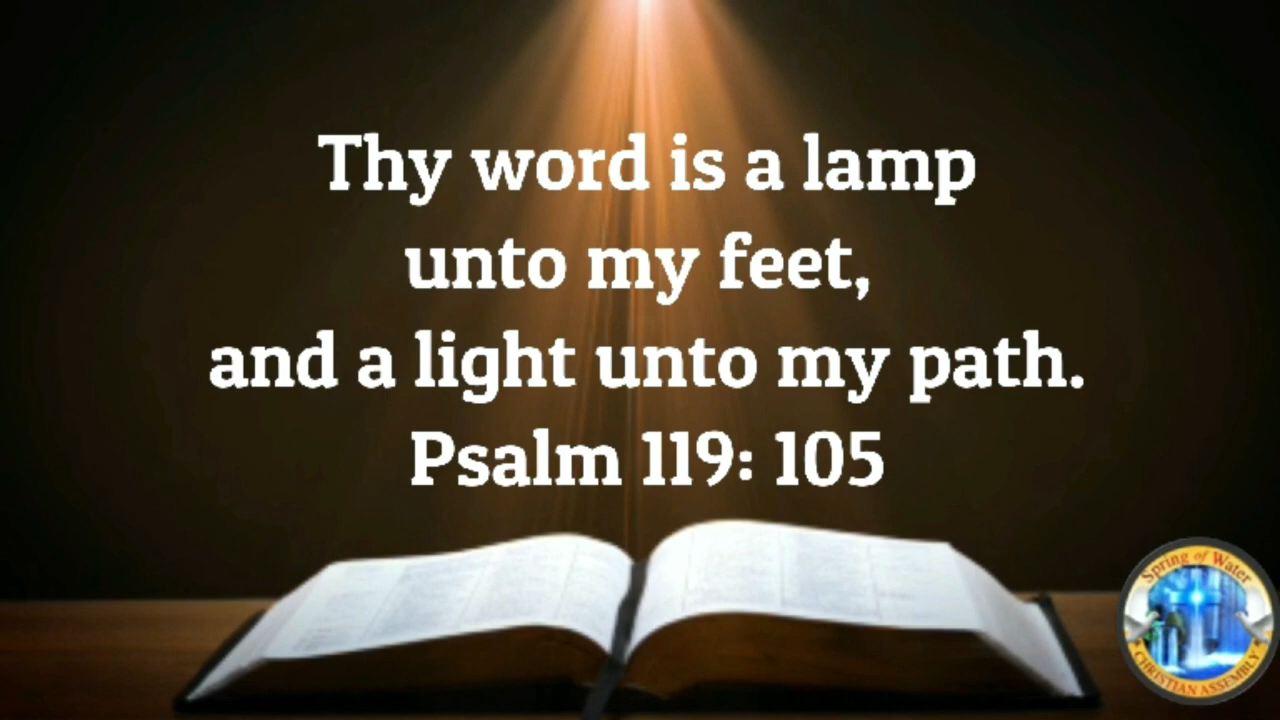 Thy word is a lamp
unto my feet,
and a light unto my path.
Psalm 119: 105
Spring of Water
CHRISTIAN ASSEMBLY